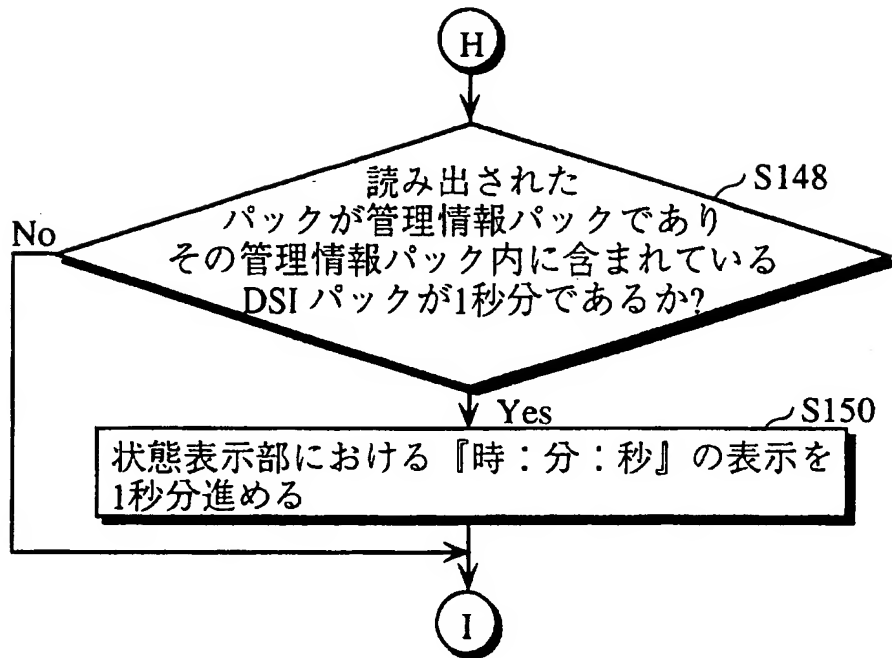 H
読み出された
パックが管理情報パックであり
その管理情報パック内に含まれている
DSI パックが1秒分であるか?
S148
No
Yes
S150
状態表示部における『時：分：秒』の表示を
1秒分進める
I